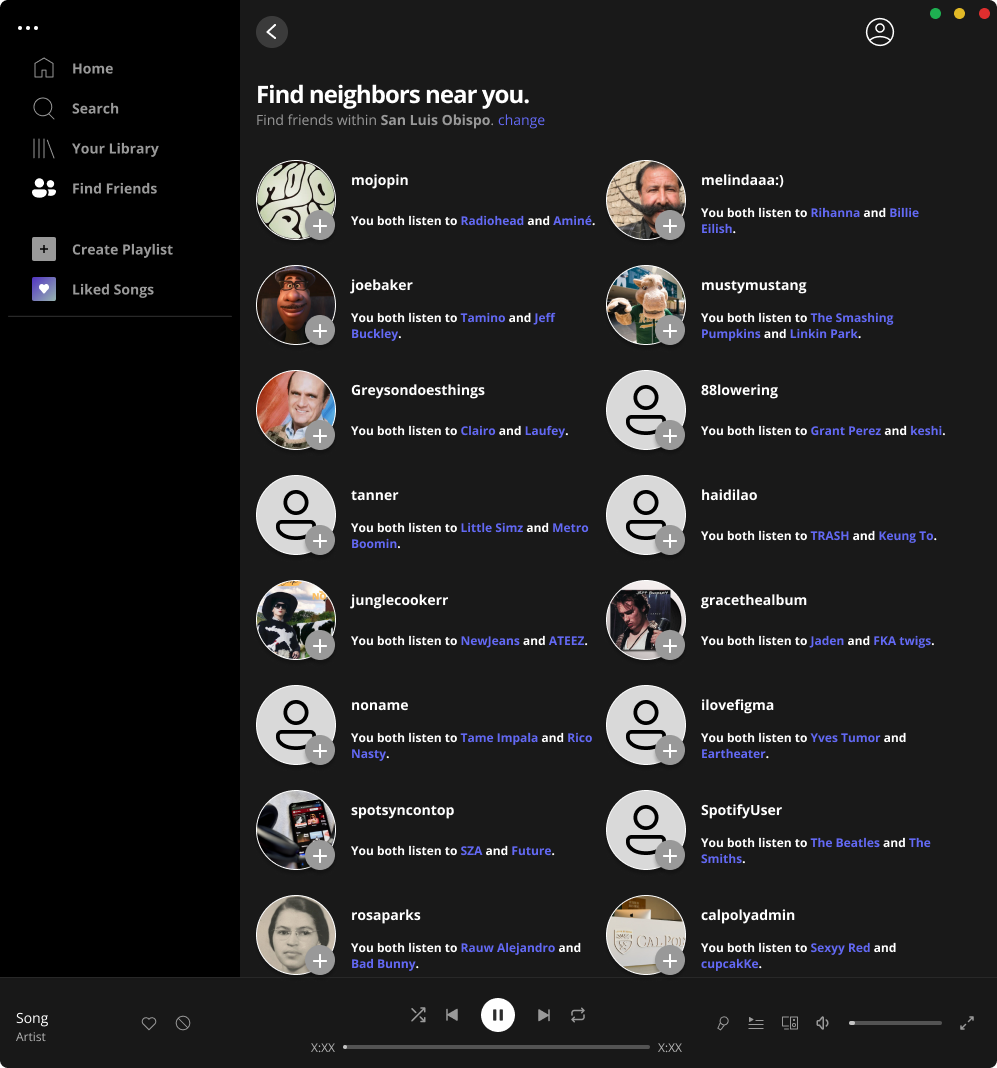 Home
Search
Your Library
Find Friends
Create Playlist
Liked Songs
Find neighbors near you.
Find friends within San Luis Obispo. change
mojopin
You both listen to Radiohead and Aminé.
melindaaa:)
You both listen to Rihanna and Billie
Eilish.
joebaker
You both listen to Tamino and Jeff
Buckley.
mustymustang
You both listen to The Smashing
Pumpkins and Linkin Park.
Greysondoesthings
You both listen to Clairo and Laufey.
88lowering
You both listen to Grant Perez and keshi.
tanner
You both listen to Little Simz and Metro
Boomin.
haidilao
You both listen to TRASH and Keung To.
junglecookerr
You both listen to NewJeans and ATEEZ.
gracethealbum
You both listen to Jaden and FKA twigs.
noname
You both listen to Tame Impala and Rico
Nasty.
ilovefigma
You both listen to Yves Tumor and
Eartheater.
spotsyncontop
You both listen to SZA and Future.
SpotifyUser
You both listen to The Beatles and The
Smiths.
rosaparks
You both listen to Rauw Alejandro and
Bad Bunny.
calpolyadmin
You both listen to Sexyy Red and
cupcakKe.
Song
Artist
X:XX
X:XX